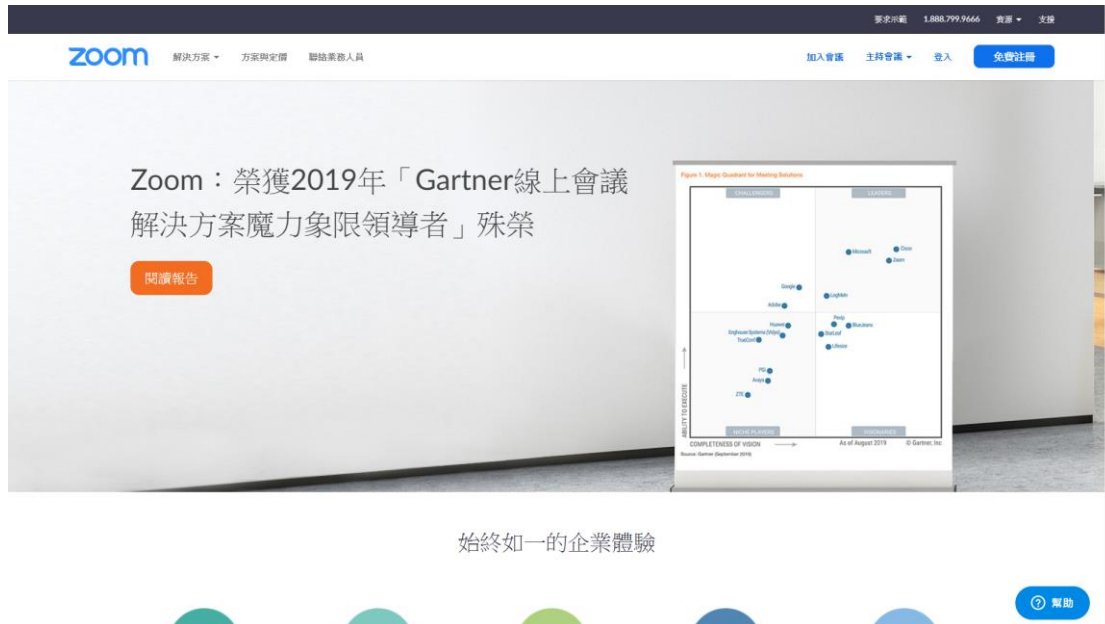 要求示範 1.888.799.9666 資源 支援
zoom 解決方案 方案與定價 聯絡業務人員 加入會議 主持會議 登入 免費註冊
Zoom：榮獲2019年「Gartner線上會議
解決方案魔力象限領導者」殊榮
閱讀報告
Figure 1. Magic Quadrant for Meeting Solutions
CHALLENGERS LEADERS
Microsoft Cisco
Zoom
Google
LogMeIn
Adobe
Huawei Pexip BlueJeans
Enghouse Systems (Vidyo) StarLeaf
TrueConf Lifesize
PGi
Avaya
ZTE
ABILITY TO EXECUTE
NICHE PLAYERS VISIONARIES
COMPLETENESS OF VISION As of August 2019 © Gartner, Inc
Source: Gartner (September 2019)
始終如一的企業體驗
幫助